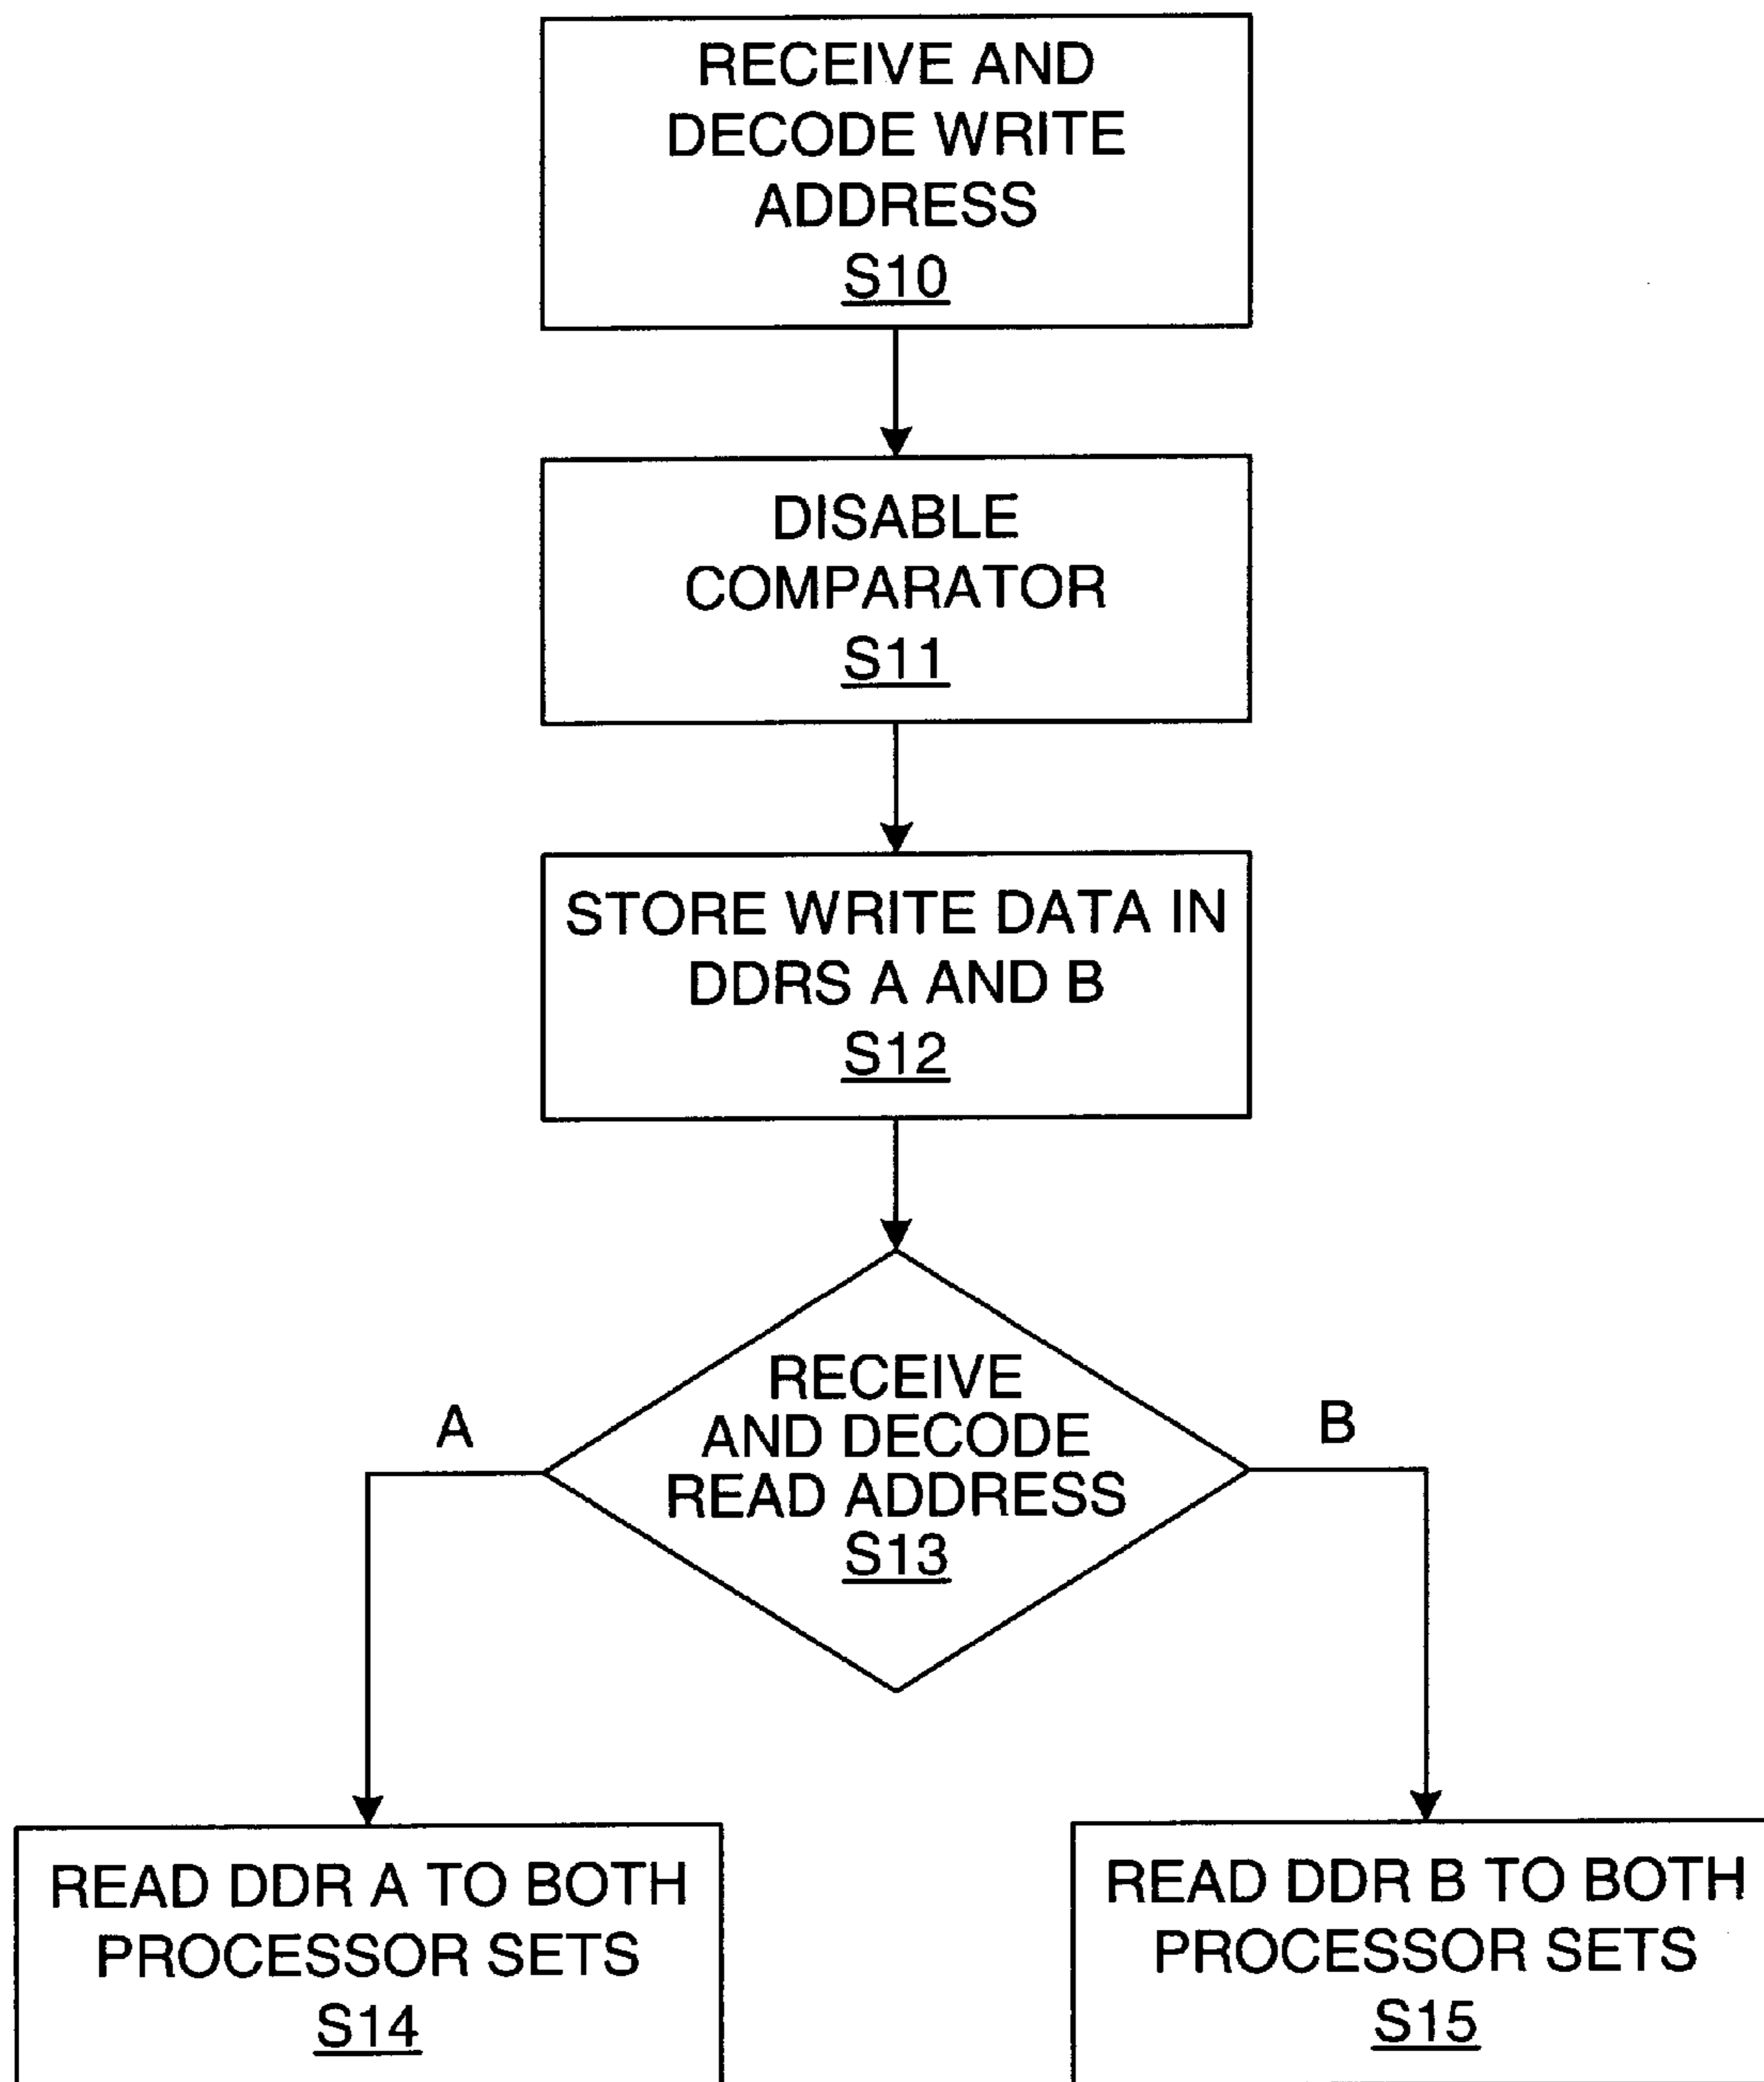 RECEIVE AND
DECODE WRITE
ADDRESS
S10
DISABLE
COMPARATOR
S11
STORE WRITE DATA IN
DDRS A AND B
S12
RECEIVE
AND DECODE
READ ADDRESS
S13
A
B
READ DDR A TO BOTH
PROCESSOR SETS
S14
READ DDR B TO BOTH
PROCESSOR SETS
S15